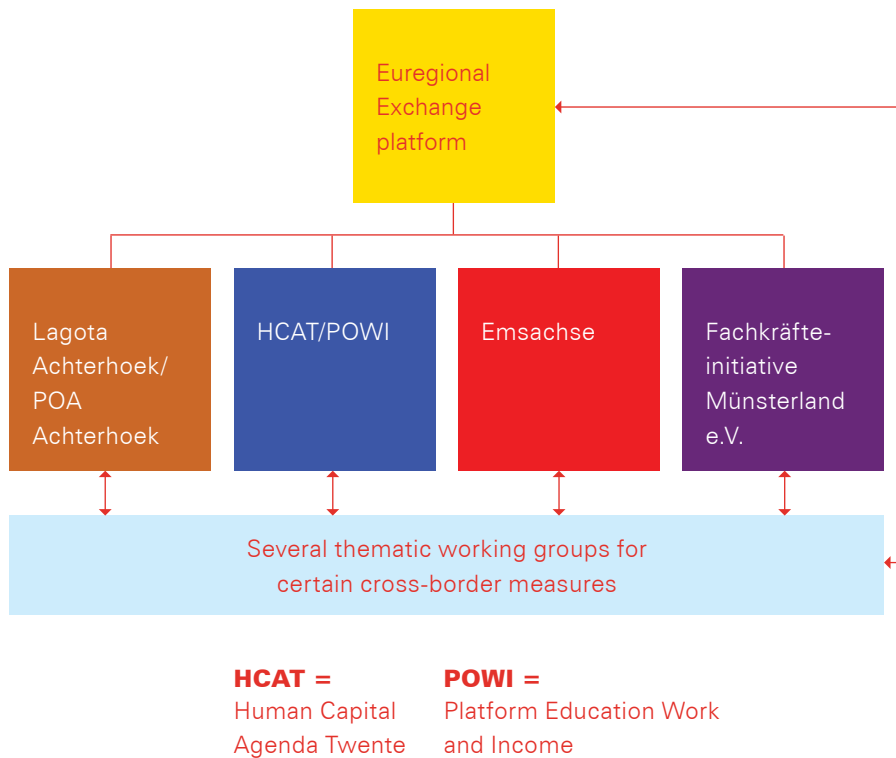 Euregional
Exchange
platform
Lagota
Achterhoek/
POA
Achterhoek
HCAT/POWI
Emsachse
Fachkräfte-
initiative
Münsterland
e.V.
Several thematic working groups for
certain cross-border measures
HCAT =
Human Capital
Agenda Twente
POWI =
Platform Education Work
and Income